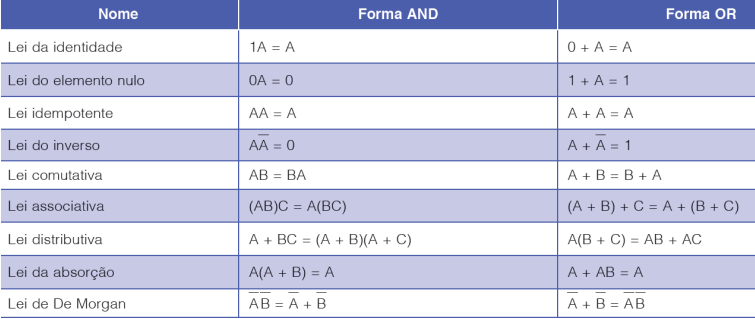 Nome Forma AND Forma OR
Lei da identidade 1A = A 0 + A = A
Lei do elemento nulo 0A = 0 1 + A = 1
Lei idempotente AA = A A + A = A
Lei do inverso AA̅ = 0 A + A̅ = 1
Lei comutativa AB = BA A + B = B + A
Lei associativa (AB)C = A(BC) (A + B) + C = A + (B + C)
Lei distributiva A + BC = (A + B)(A + C) A(B + C) = AB + AC
Lei da absorção A(A + B) = A A + AB = A
Lei de De Morgan A̅B̅ = A̅ + B̅ A̅ + B̅ = A̅B̅